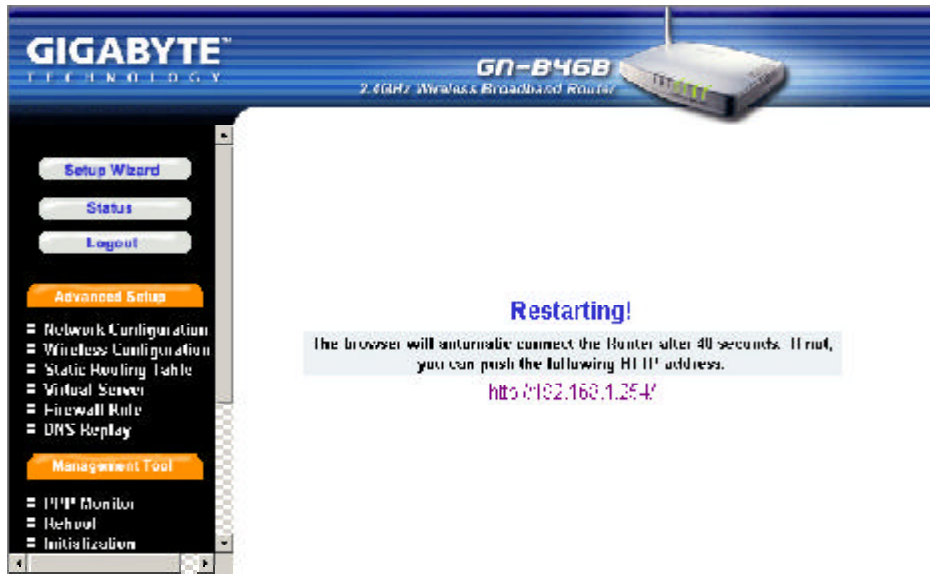 GIGABYTE™
TECHNOLOGY
GN-B46B
2.4GHz Wireless Broadband Router
Setup Wizard
Status
Logout
Advanced Setup
Network Configuration
Wireless Configuration
Static Routing Table
Virtual Server
Firewall Rule
DNS Replay
Management Tool
PPP Monitor
Reboot
Initialization
Restarting!
The browser will automatic connect the Router after 40 seconds. If not,
you can push the following HTTP address.
http://192.168.1.254/